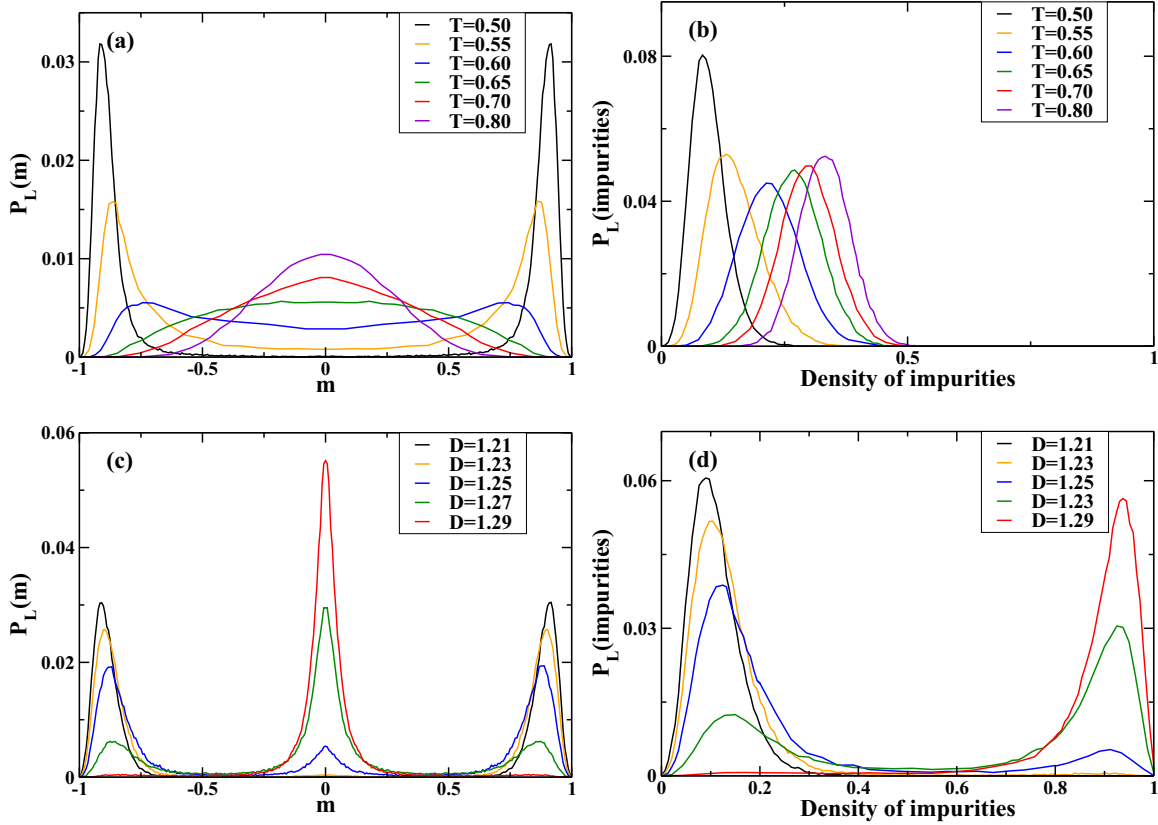 (a)
T=0.50
T=0.55
T=0.60
T=0.65
T=0.70
T=0.80
0.03
0.02
0.01
0
P_L(m)
-1
-0.5
0
0.5
1
m
(b)
T=0.50
T=0.55
T=0.60
T=0.65
T=0.70
T=0.80
0.08
0.04
0
P_L(impurities)
0
0.5
1
Density of impurities
(c)
D=1.21
D=1.23
D=1.25
D=1.27
D=1.29
0.06
0.04
0.02
0
P_L(m)
-1
-0.5
0
0.5
1
m
(d)
D=1.21
D=1.23
D=1.25
D=1.23
D=1.29
0.06
0.03
0
P_L(impurities)
0
0.2
0.4
0.6
0.8
1
Density of impurities